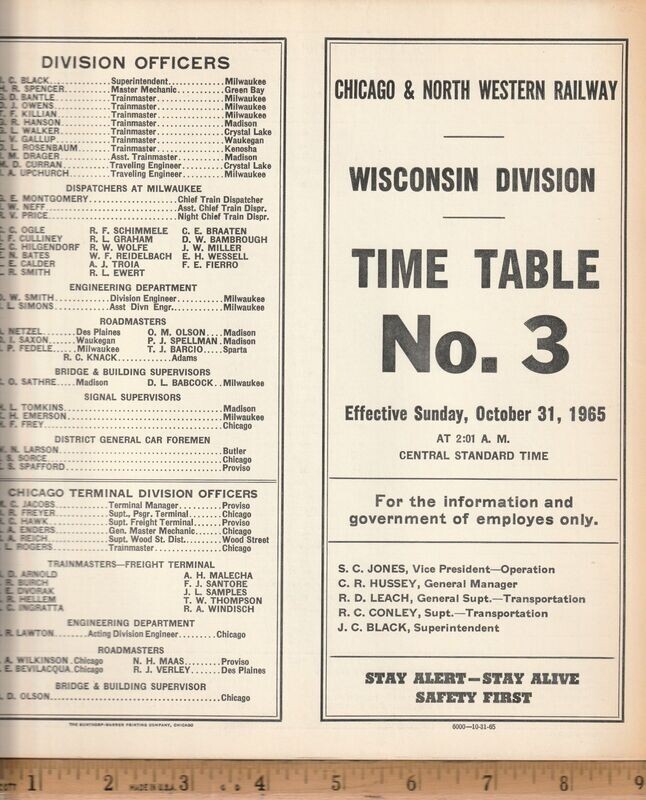 DIVISION OFFICERS
C. BLACK Superintendent Milwaukee
H. R. SPENCER Master Mechanic Green Bay
G. D. BANTLE Trainmaster Milwaukee
D. J. OWENS Trainmaster Milwaukee
T. F. KILLIAN Trainmaster Milwaukee
R. HANSON Trainmaster Madison
L. WALKER Trainmaster Crystal Lake
V. GALLUP Trainmaster Waukegan
L. ROSENBAUM Trainmaster Kenosha
M. DRAGER Asst. Trainmaster Madison
D. CURRAN Traveling Engineer Crystal Lake
A. UPCHURCH Traveling Engineer Milwaukee
DISPATCHERS AT MILWAUKEE
E. MONTGOMERY Chief Train Dispatcher
W. NEFF Asst. Chief Train Dispr.
V. PRICE Night Chief Train Dispr.
C. OGLE R. F. SCHIMMELE C. E. BRAATEN
F. CULLINEY R. L. GRAHAM D. W. BAMBROUGH
C. HILGENDORF R. W. WOLFE J. W. MILLER
N. BATES W. F. REIDELBACH E. H. WESSELL
E. CALDER A. J. TROIA F. E. FIERRO
R. SMITH R. L. EWERT
ENGINEERING DEPARTMENT
W. SMITH Division Engineer Milwaukee
L. SIMONS Asst Divn Engr. Milwaukee
ROADMASTERS
NETZEL Des Plaines O. M. OLSON Madison
I. SAXON Waukegan P. J. SPELLMAN Madison
P. FEDELE Milwaukee T. J. BARCIO Sparta
R. C. KNACK Adams
BRIDGE & BUILDING SUPERVISORS
O. SATHRE Madison D. L. BABCOCK Milwaukee
SIGNAL SUPERVISORS
L. TOMKINS Madison
H. EMERSON Milwaukee
F. FREY Chicago
DISTRICT GENERAL CAR FOREMEN
N. LARSON Butler
S. SORCE Chicago
S. SPAFFORD Proviso
CHICAGO TERMINAL DIVISION OFFICERS
C. JACOBS Terminal Manager Proviso
R. FREYER Supt., Psgr. Terminal Chicago
C. HAWK Supt. Freight Terminal Proviso
A. ENDERS Gen. Master Mechanic Chicago
A. REICH Supt. Wood St. Dist. Wood Street
L. ROGERS Trainmaster Chicago
TRAINMASTERS—FREIGHT TERMINAL
D. ARNOLD A. H. MALECHA
R. BURCH F. J. SANTORE
E. DVORAK J. L. SAMPLES
R. HELLEM T. W. THOMPSON
C. INGRATTA R. A. WINDISCH
ENGINEERING DEPARTMENT
R. LAWTON Acting Division Engineer Chicago
ROADMASTERS
A. WILKINSON Chicago N. H. MAAS Proviso
E. BEVILACQUA Chicago R. J. VERLEY Des Plaines
BRIDGE & BUILDING SUPERVISOR
D. OLSON Chicago
THE GUNTHORP-WARREN PRINTING COMPANY, CHICAGO
CHICAGO & NORTH WESTERN RAILWAY
WISCONSIN DIVISION
TIME TABLE
No. 3
Effective Sunday, October 31, 1965
AT 2:01 A. M.
CENTRAL STANDARD TIME
For the information and
government of employes only.
S. C. JONES, Vice President—Operation
C. R. HUSSEY, General Manager
R. D. LEACH, General Supt.—Transportation
R. C. CONLEY, Supt.—Transportation
J. C. BLACK, Superintendent
STAY ALERT—STAY ALIVE
SAFETY FIRST
6000—10-31-65
1 2 MADE IN U.S.A. 3 4 5 6 7 8 9